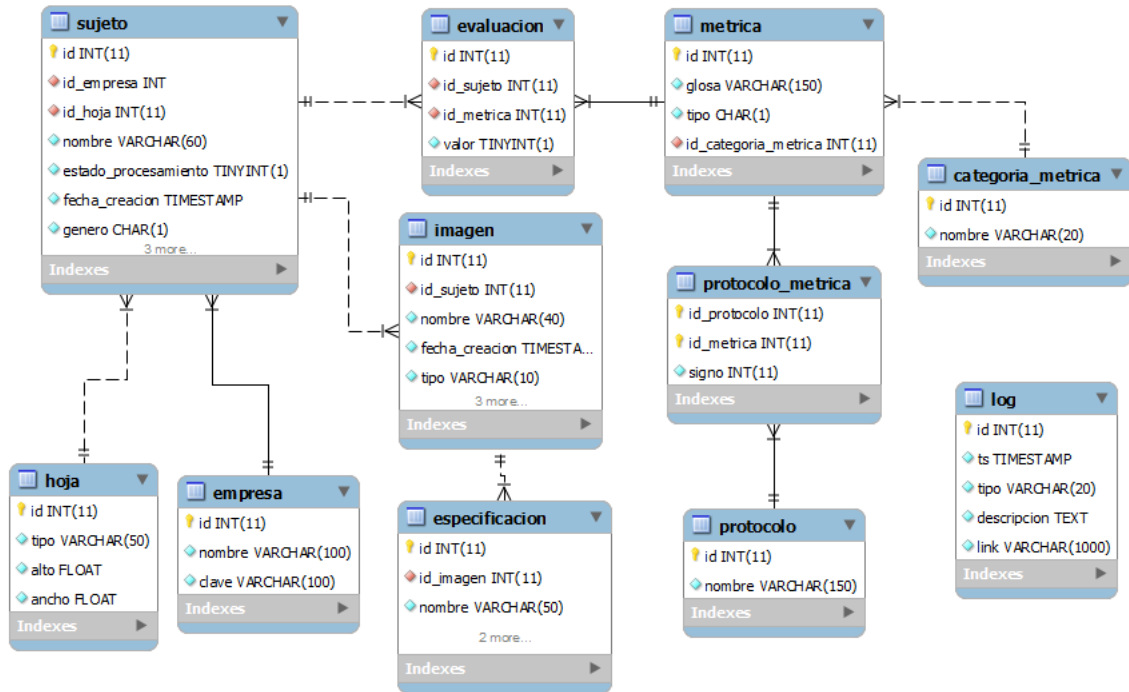 sujeto
id INT(11)
id_empresa INT
id_hoja INT(11)
nombre VARCHAR(60)
estado_procesamiento TINYINT(1)
fecha_creacion TIMESTAMP
genero CHAR(1)
3 more...
Indexes
evaluacion
id INT(11)
id_sujeto INT(11)
id_metrica INT(11)
valor TINYINT(1)
Indexes
metrica
id INT(11)
glosa VARCHAR(150)
tipo CHAR(1)
id_categoria_metrica INT(11)
Indexes
categoria_metrica
id INT(11)
nombre VARCHAR(20)
Indexes
imagen
id INT(11)
id_sujeto INT(11)
nombre VARCHAR(40)
fecha_creacion TIMESTA...
tipo VARCHAR(10)
3 more...
Indexes
protocolo_metrica
id_protocolo INT(11)
id_metrica INT(11)
signo INT(11)
Indexes
log
id INT(11)
ts TIMESTAMP
tipo VARCHAR(20)
descripcion TEXT
link VARCHAR(1000)
Indexes
hoja
id INT(11)
tipo VARCHAR(50)
alto FLOAT
ancho FLOAT
Indexes
empresa
id INT(11)
nombre VARCHAR(100)
clave VARCHAR(100)
Indexes
especificacion
id INT(11)
id_imagen INT(11)
nombre VARCHAR(50)
2 more...
Indexes
protocolo
id INT(11)
nombre VARCHAR(150)
Indexes